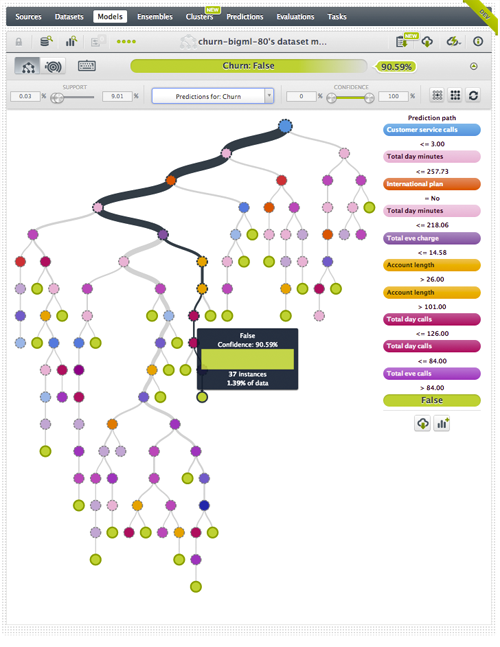 DEV
Sources Datasets Models Ensembles Clusters NEW Predictions Evaluations Tasks
churn-bigml-80's dataset m...
NEW
Churn: False 90.59%
SUPPORT CONFIDENCE
0.03 % 9.01 % Predictions for: Churn 0 % 100 %
Prediction path
Customer service calls
<= 3.00
Total day minutes
<= 257.73
International plan
= No
Total day minutes
<= 218.06
Total eve charge
<= 14.58
Account length
> 26.00
Account length
> 101.00
Total day calls
<= 126.00
Total day calls
<= 84.00
Total eve calls
> 84.00
False
False
Confidence: 90.59%
37 instances
1.39% of data